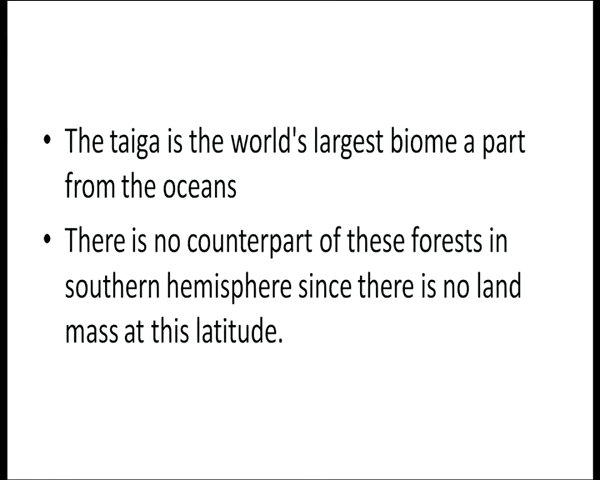 • The taiga is the world's largest biome a part
from the oceans
• There is no counterpart of these forests in
southern hemisphere since there is no land
mass at this latitude.